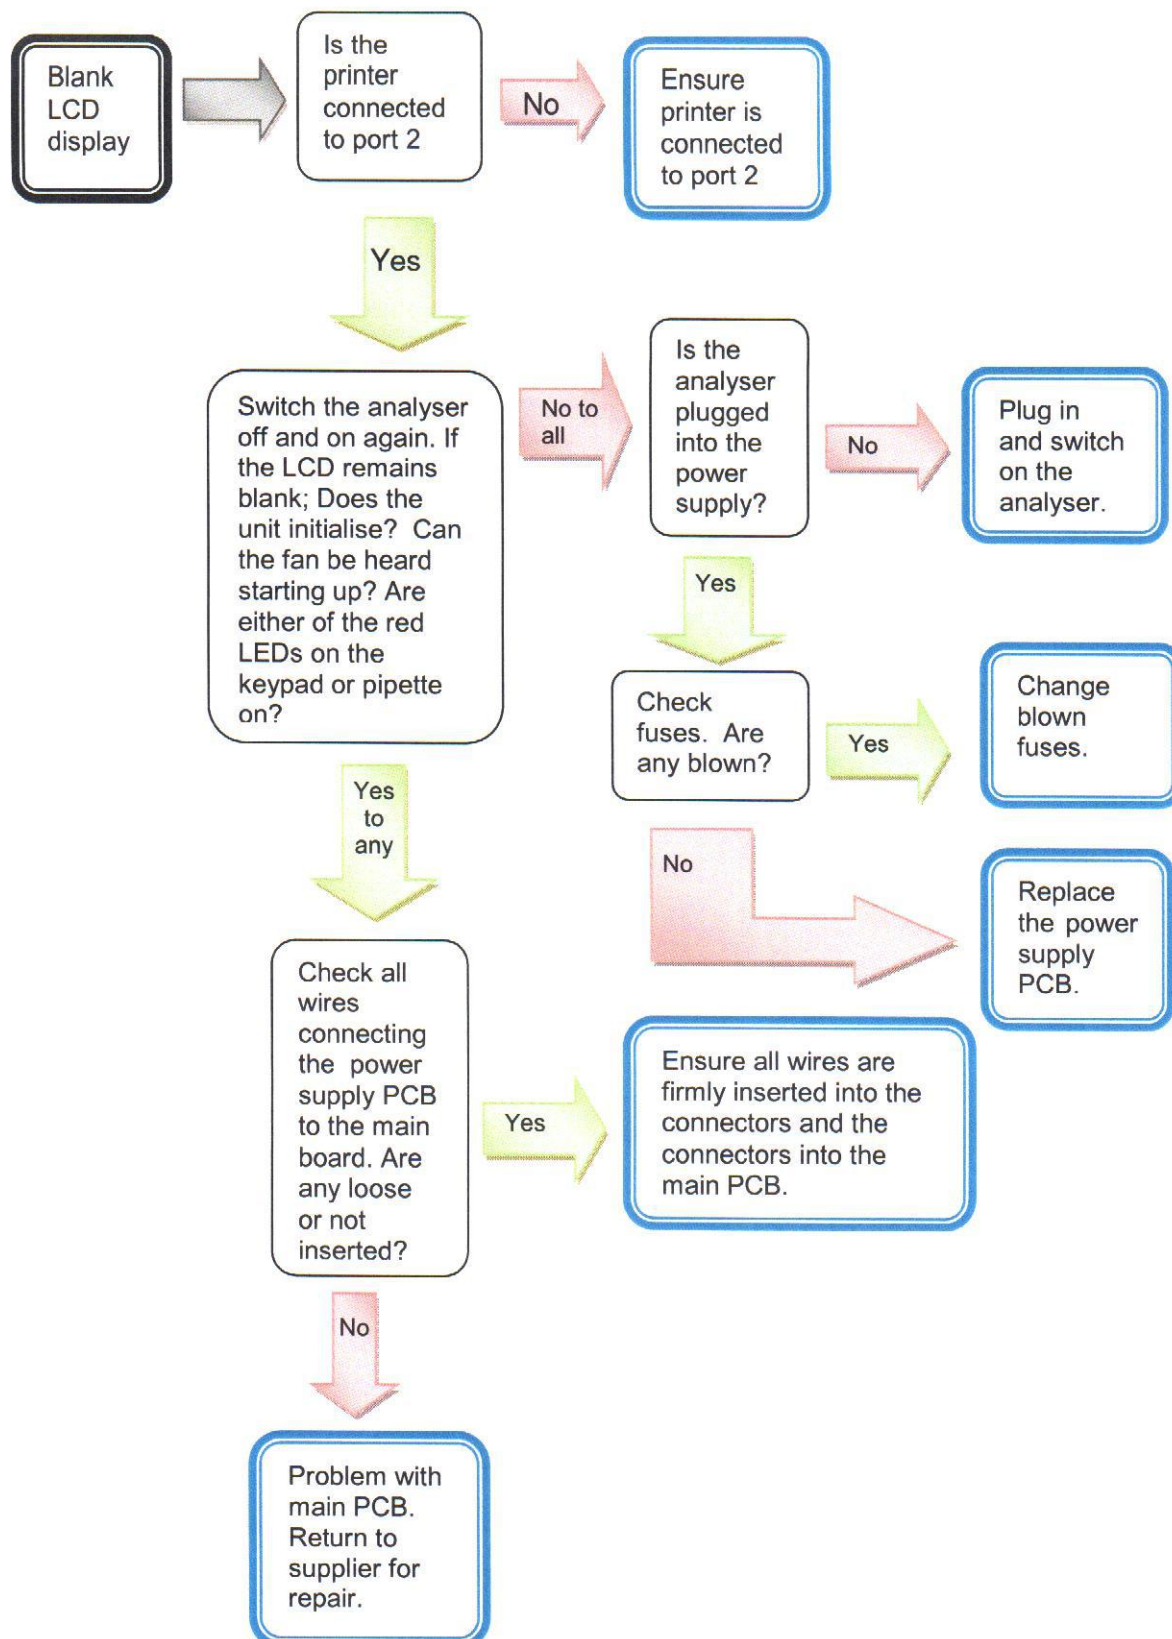 Blank
LCD
display
Is the
printer
connected
to port 2
No
Ensure
printer is
connected
to port 2
Yes
Switch the analyser
off and on again. If
the LCD remains
blank; Does the
unit initialise?  Can
the fan be heard
starting up? Are
either of the red
LEDs on the
keypad or pipette
on?
No to
all
Is the
analyser
plugged
into the
power
supply?
No
Plug in
and switch
on the
analyser.
Yes
Check
fuses.  Are
any blown?
Yes
Change
blown
fuses.
No
Replace
the power
supply
PCB.
Yes
to
any
Check all
wires
connecting
the power
supply PCB
to the main
board. Are
any loose
or not
inserted?
Yes
Ensure all wires are
firmly inserted into the
connectors and the
connectors into the
main PCB.
No
Problem with
main PCB.
Return to
supplier for
repair.